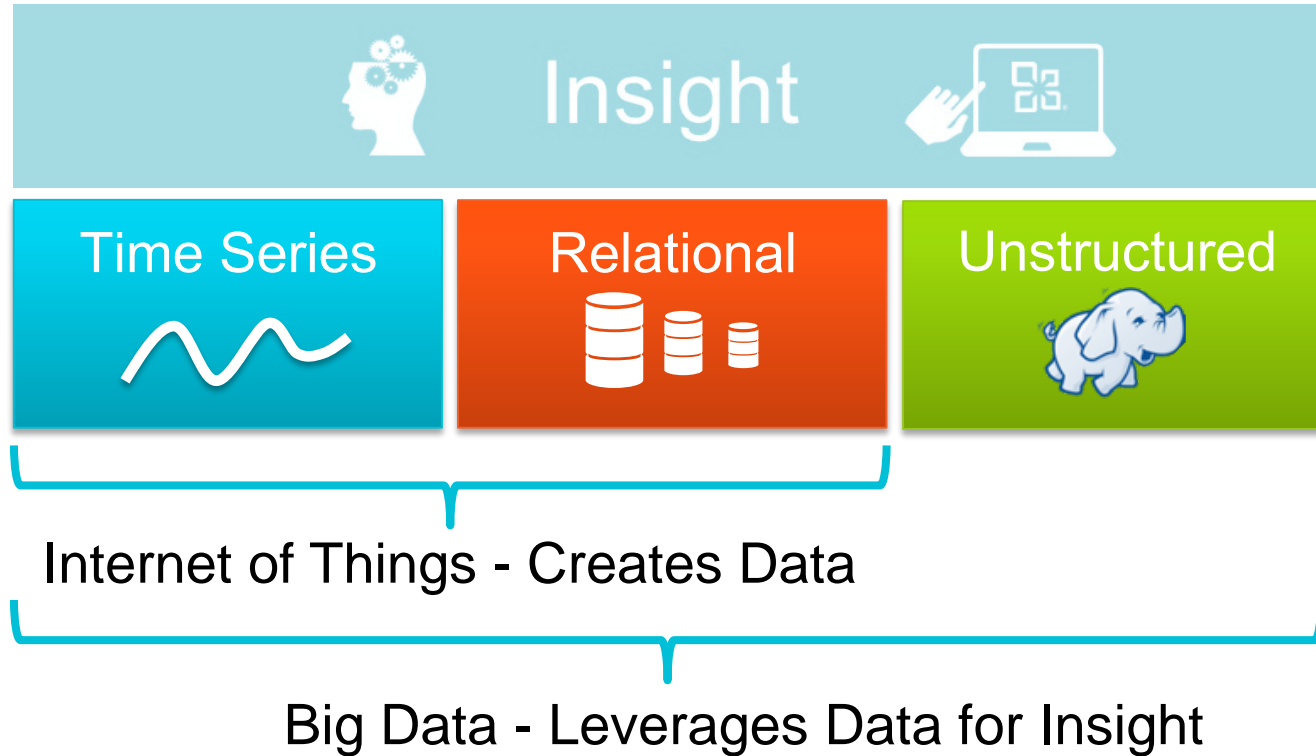 Insight
Time Series
Relational
Unstructured
Internet of Things - Creates Data
Big Data - Leverages Data for Insight